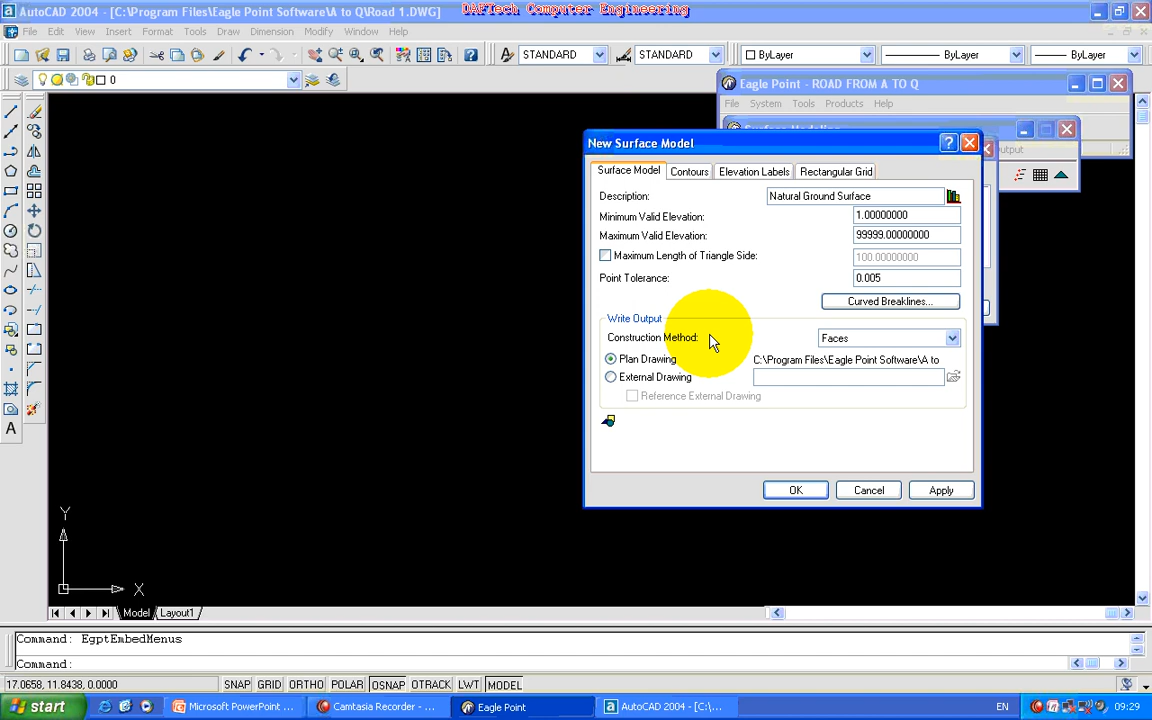 AutoCAD 2004 - [C:\Program Files\Eagle Point Software\A to Q\Road 1.DWG]
DAFTech Computer Engineering
File Edit View Insert Format Tools Draw Dimension Modify Window Help
STANDARD STANDARD ByLayer ByLayer ByLayer
0
Eagle Point - ROAD FROM A TO Q
File System Tools Products Help
Surface Modeling
Output
New Surface Model
Surface Model Contours Elevation Labels Rectangular Grid
Description: Natural Ground Surface
Minimum Valid Elevation: 1.00000000
Maximum Valid Elevation: 99999.00000000
Maximum Length of Triangle Side: 100.00000000
Point Tolerance: 0.005
Curved Breaklines...
Write Output
Construction Method: Faces
Plan Drawing C:\Program Files\Eagle Point Software\A to
External Drawing
Reference External Drawing
OK Cancel Apply
A
Y
X
Model Layout1
Command: EgptEmbedMenus
Command:
17.0658, 11.8438, 0.0000 SNAP GRID ORTHO POLAR OSNAP OTRACK LWT MODEL
start Microsoft PowerPoint ... Camtasia Recorder - ... Eagle Point AutoCAD 2004 - [C:\... EN 09:29